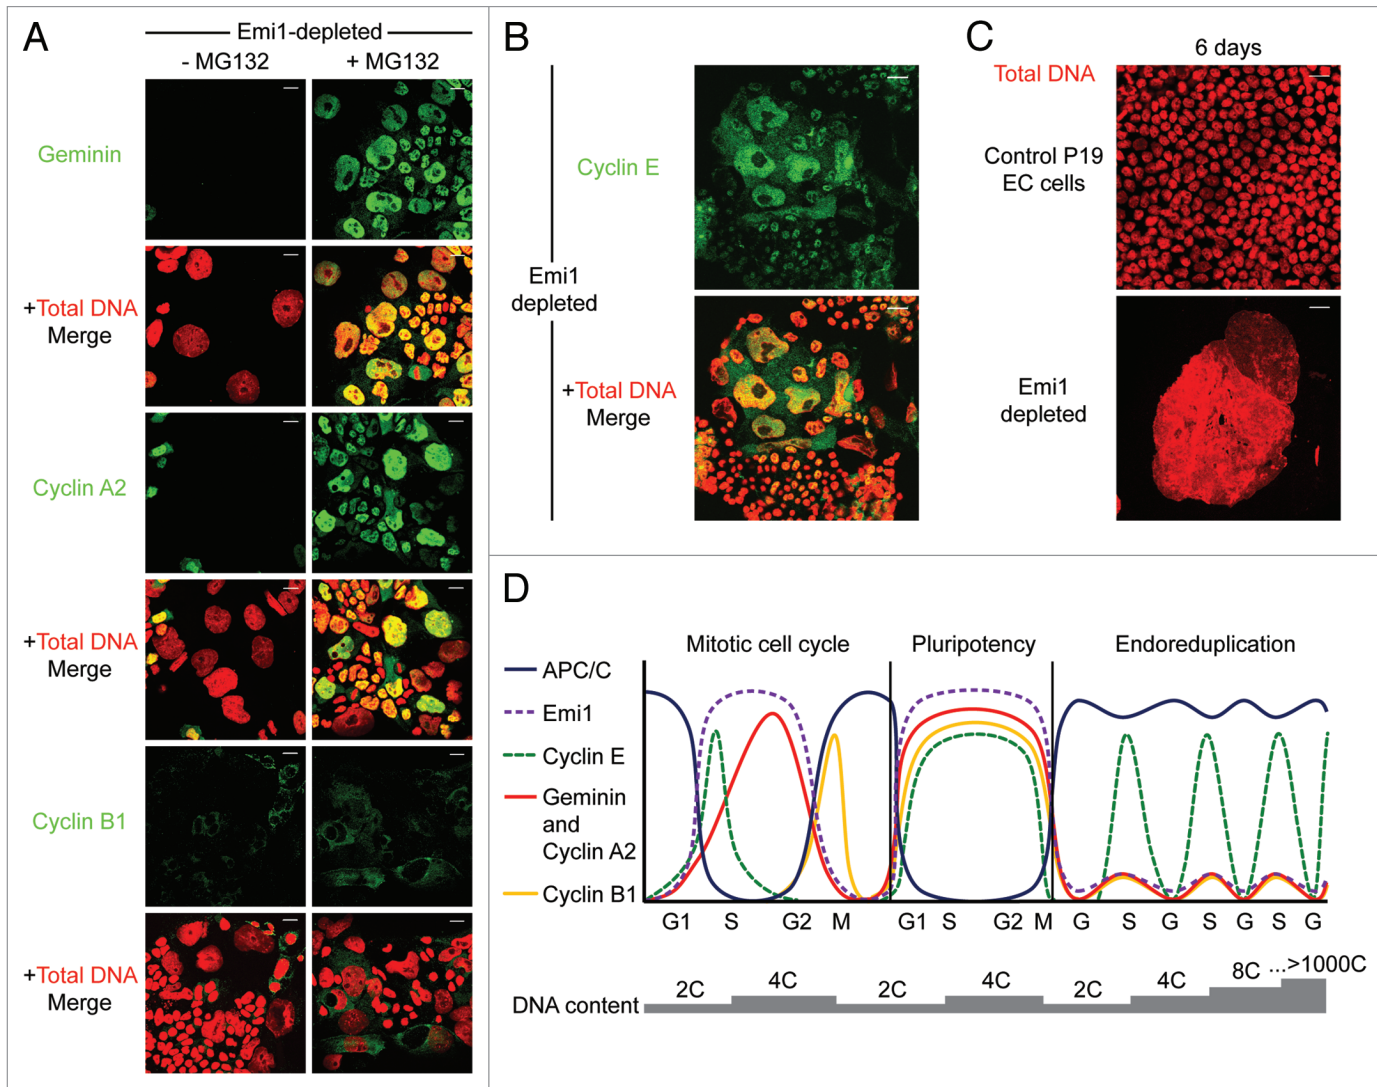 A
Emi1-depleted
- MG132
+ MG132
Geminin
+Total DNA
Merge
Cyclin A2
+Total DNA
Merge
Cyclin B1
+Total DNA
Merge
B
Cyclin E
Emi1
depleted
+Total DNA
Merge
C
6 days
Total DNA
Control P19
EC cells
Emi1
depleted
D
Mitotic cell cycle
Pluripotency
Endoreduplication
APC/C
Emi1
Cyclin E
Geminin
and
Cyclin A2
Cyclin B1
G1 S G2 M G1 S G2 M G S G S G S G
2C 4C 2C 4C 2C 4C 8C ...>1000C
DNA content